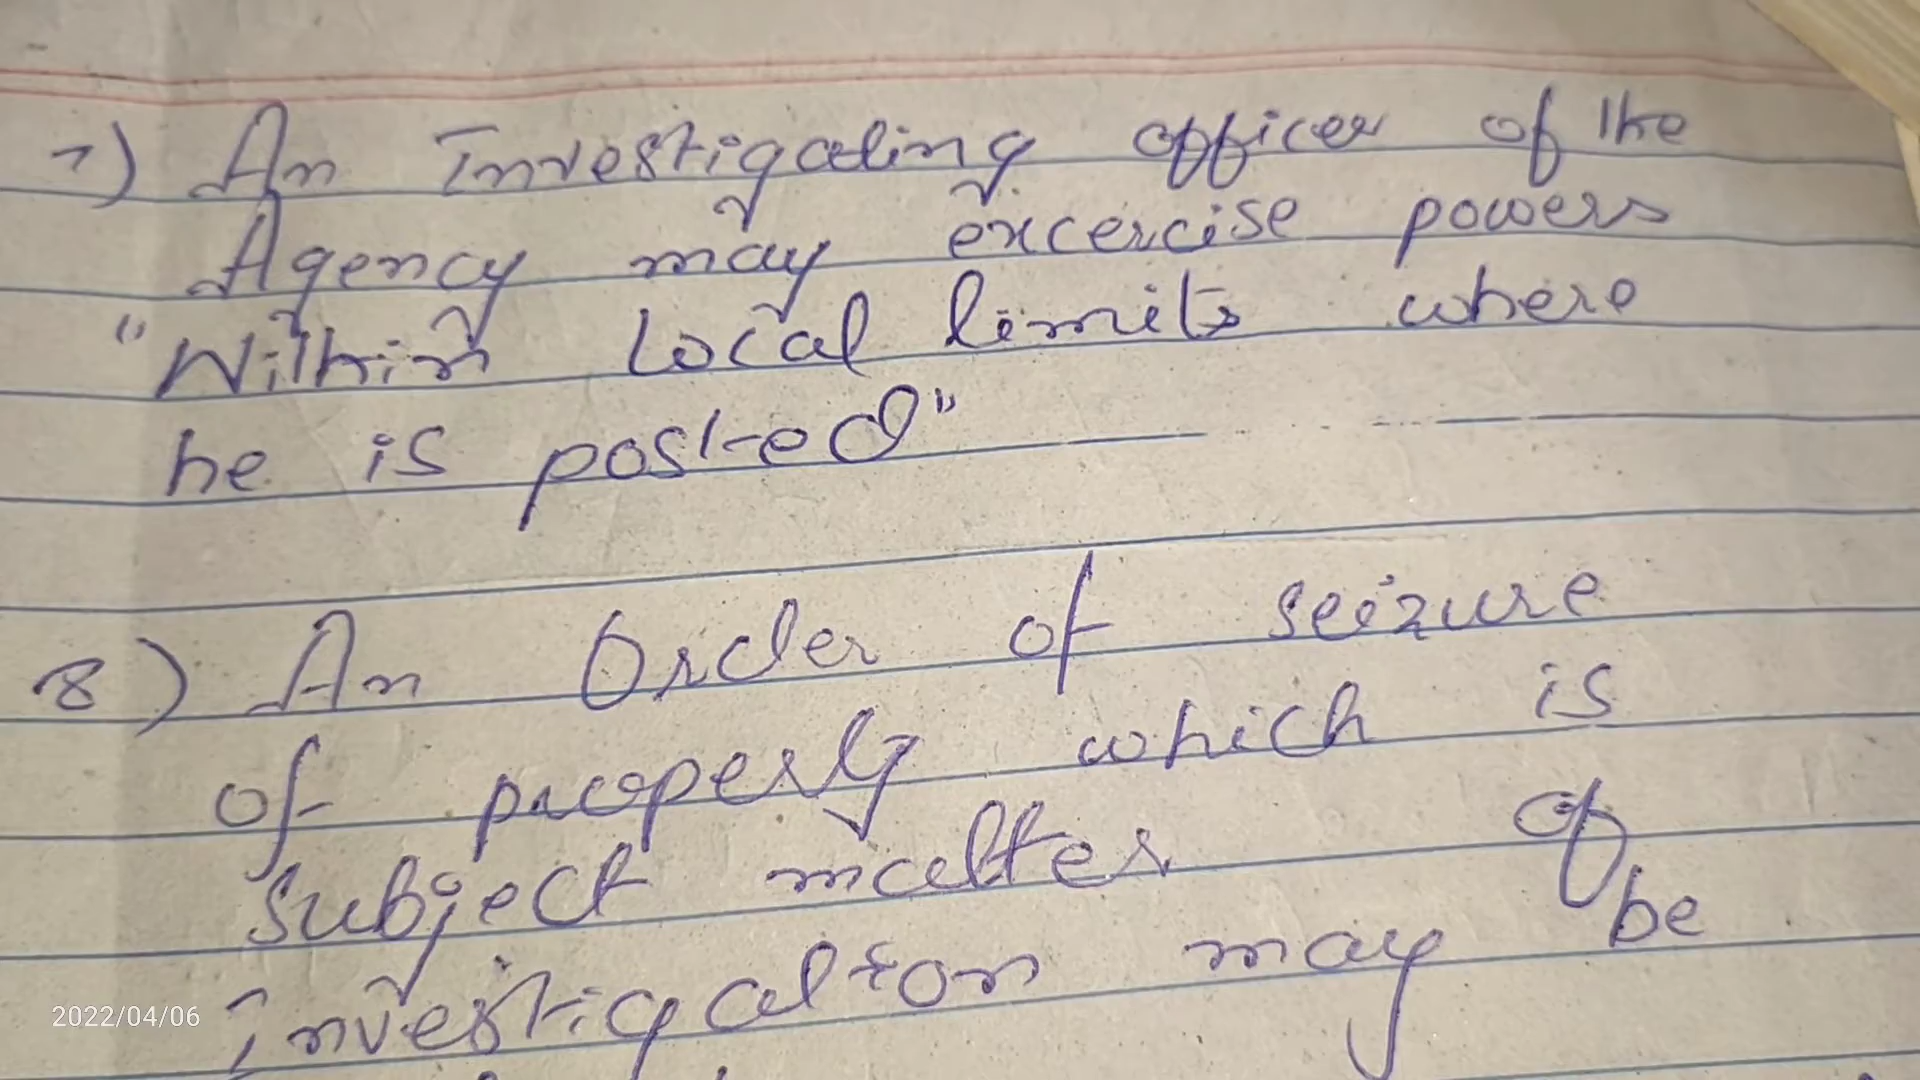 7) An Investigating officer of the
Agency may excercise powers
"Within Local limits where
he is posted"
8) An Order of seizure
of property which is
subject matter of
investigation may be
2022/04/06